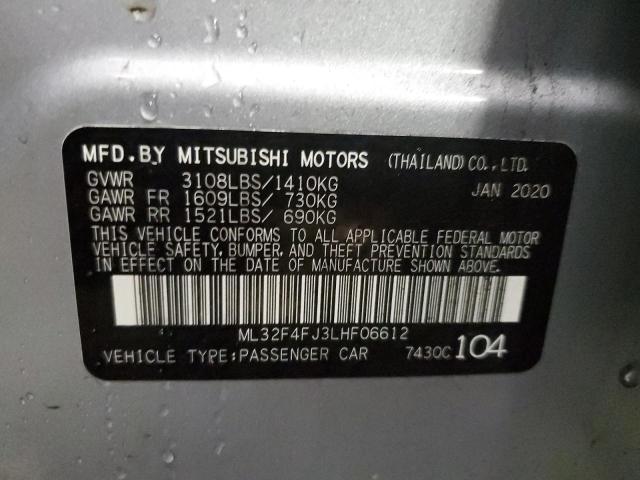 MFD.BY MITSUBISHI MOTORS (THAILAND) CO.,LTD.
GVWR 3108LBS/1410KG JAN 2020
GAWR FR 1609LBS/ 730KG
GAWR RR 1521LBS/ 690KG
THIS VEHICLE CONFORMS TO ALL APPLICABLE FEDERAL MOTOR
VEHICLE SAFETY, BUMPER, AND THEFT PREVENTION STANDARDS
IN EFFECT ON THE DATE OF MANUFACTURE SHOWN ABOVE.
ML32F4FJ3LHF06612
VEHICLE TYPE:PASSENGER CAR 7430C 104